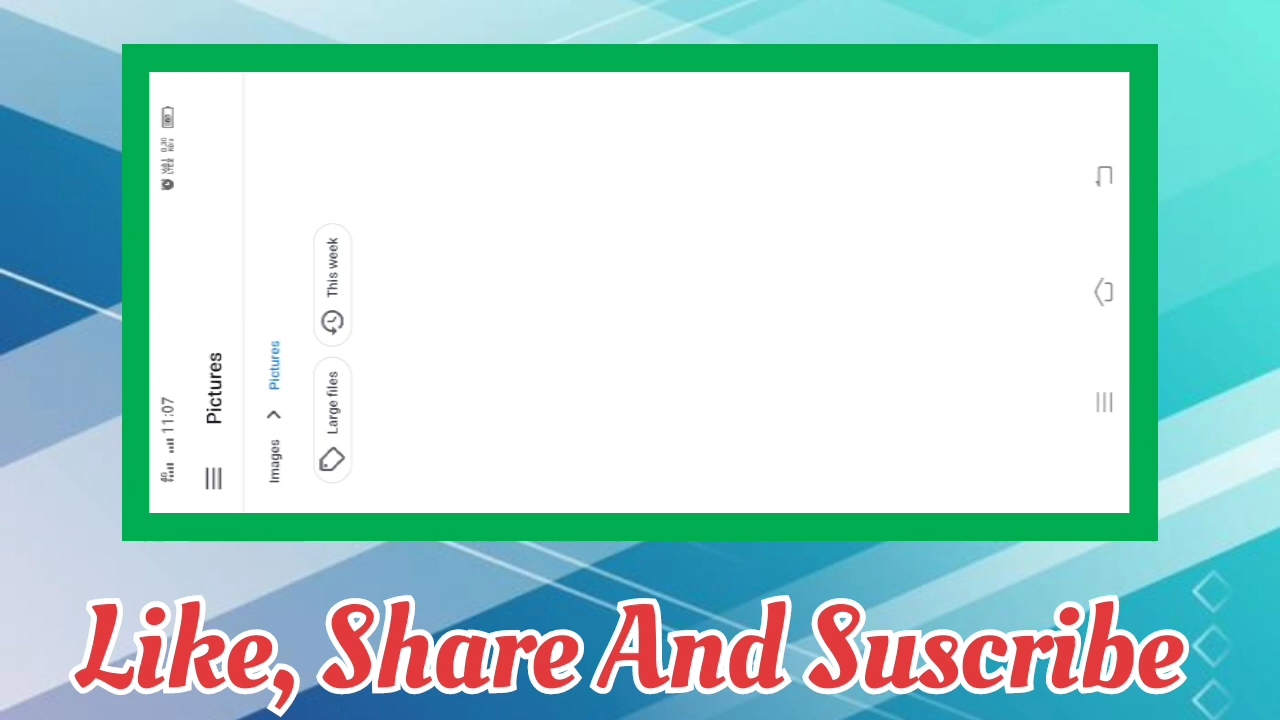 11:07
Pictures
Images > Pictures
Large files
This week
Like, Share And Suscribe